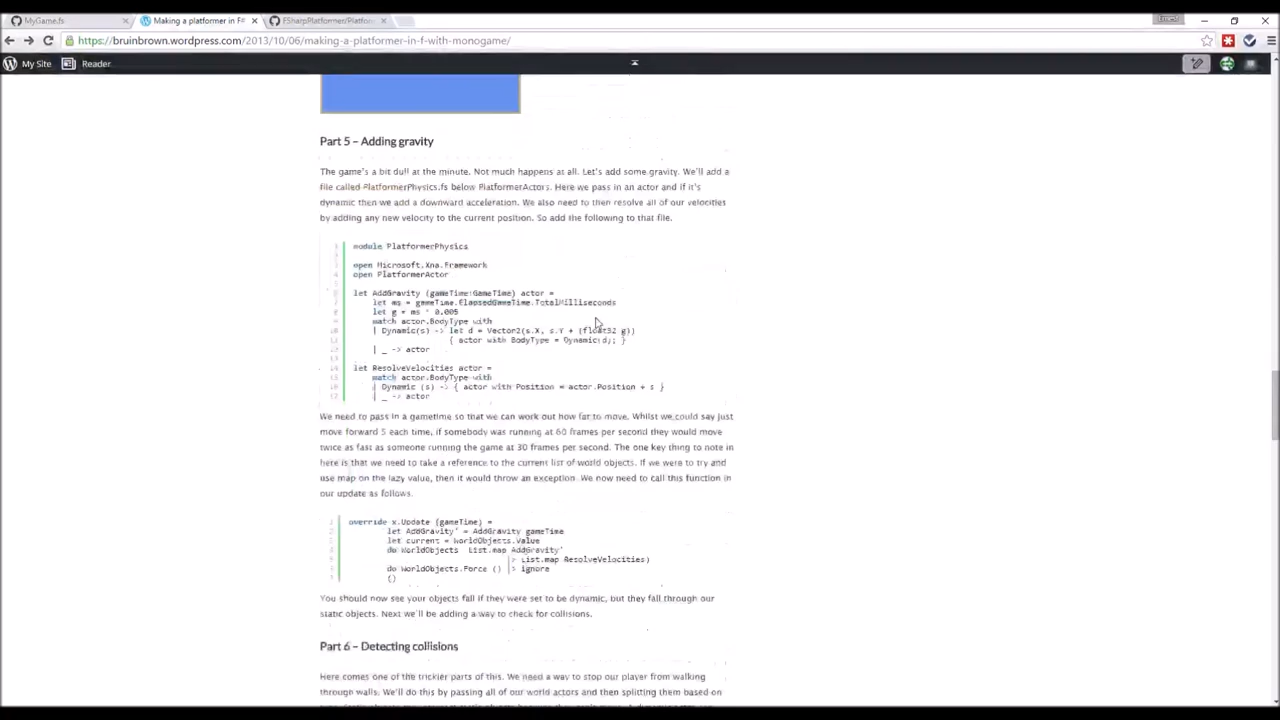 MyGame.fs
Making a platformer in F#
FSharpPlatformer/Platfor
Ernest
https://bruinbrown.wordpress.com/2013/10/06/making-a-platformer-in-f-with-monogame/
My Site Reader
Part 5 – Adding gravity
The game's a bit dull at the minute. Not much happens at all. Let's add some gravity. We'll add a
file called PlatformerPhysics.fs below PlatformerActors. Here we pass in an actor and if it's
dynamic then we add a downward acceleration. We also need to then resolve all of our velocities
by adding any new velocity to the current position. So add the following to that file.
module PlatformerPhysics
open Microsoft.Xna.Framework
open PlatformerActor
let AddGravity (gameTime:GameTime) actor =
let ms = gameTime.ElapsedGameTime.TotalMilliseconds
let g = ms * 0.005
match actor.BodyType with
| Dynamic(s) -> let d = Vector2(s.X, s.Y + (float32 g))
{ actor with BodyType = Dynamic(d); }
| _ -> actor
let ResolveVelocities actor =
match actor.BodyType with
| Dynamic (s) -> { actor with Position = actor.Position + s }
| _ -> actor
We need to pass in a gametime so that we can work out how far to move. Whilst we could say just
move forward 5 each time, if somebody was running at 60 frames per second they would move
twice as fast as someone running the game at 30 frames per second. The one key thing to note in
here is that we need to take a reference to the current list of world objects. If we were to try and
use map on the lazy value, then it would throw an exception. We now need to call this function in
our update as follows.
override x.Update (gameTime) =
let AddGravity' = AddGravity gameTime
let current = WorldObjects.Value
do WorldObjects List.map AddGravity'
|> List.map ResolveVelocities)
do WorldObjects.Force () |> ignore
()
You should now see your objects fall if they were set to be dynamic, but they fall through our
static objects. Next we'll be adding a way to check for collisions.
Part 6 – Detecting collisions
Here comes one of the trickier parts of this. We need a way to stop our player from walking
through walls. We'll do this by passing all of our world actors and then splitting them based on